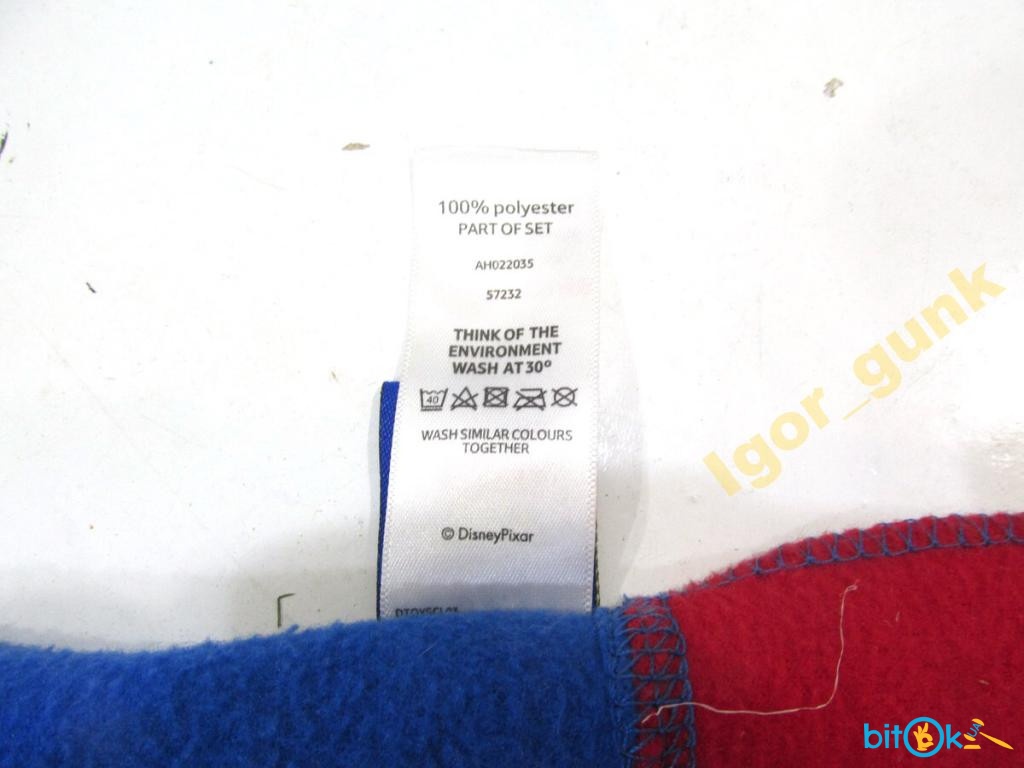 100% polyester
PART OF SET
AH022035
57232
THINK OF THE
ENVIRONMENT
WASH AT 30°
40
WASH SIMILAR COLOURS
TOGETHER
© DisneyPixar
Igor_gunk
bitOk.UA